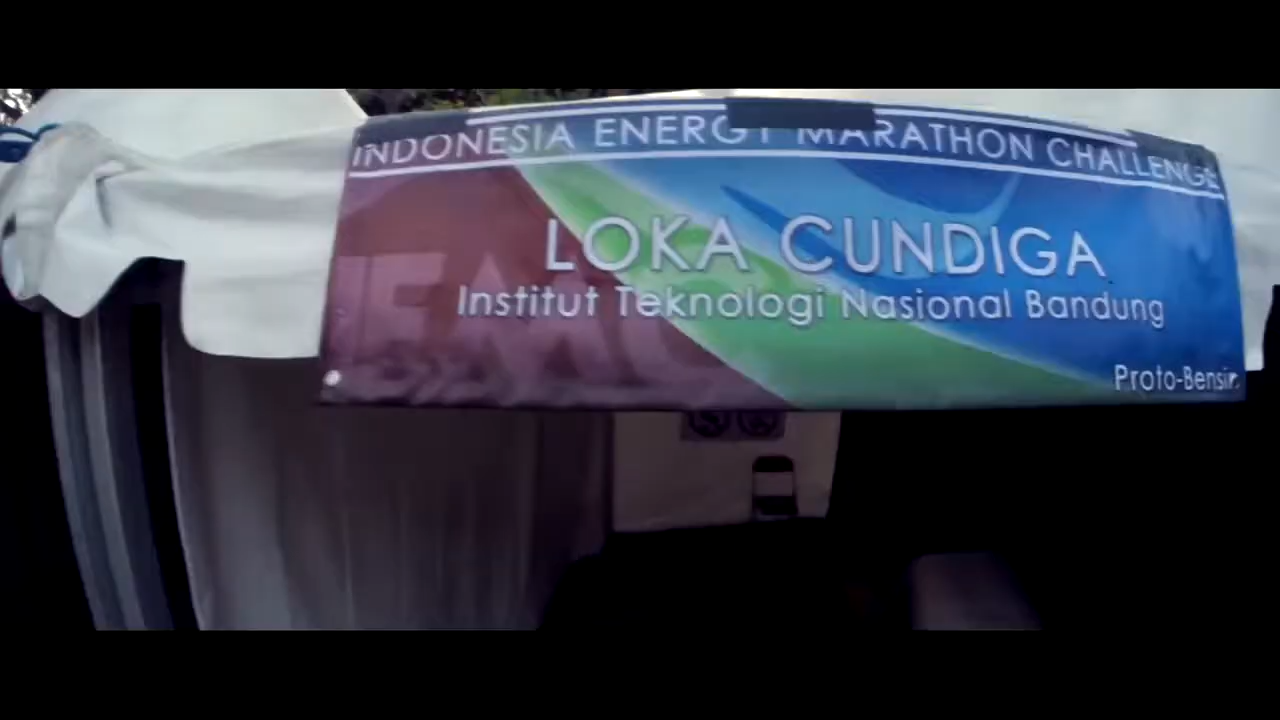 INDONESIA ENERGY MARATHON CHALLENGE
LOKA CUNDIGA
Institut Teknologi Nasional Bandung
Proto-Bensin